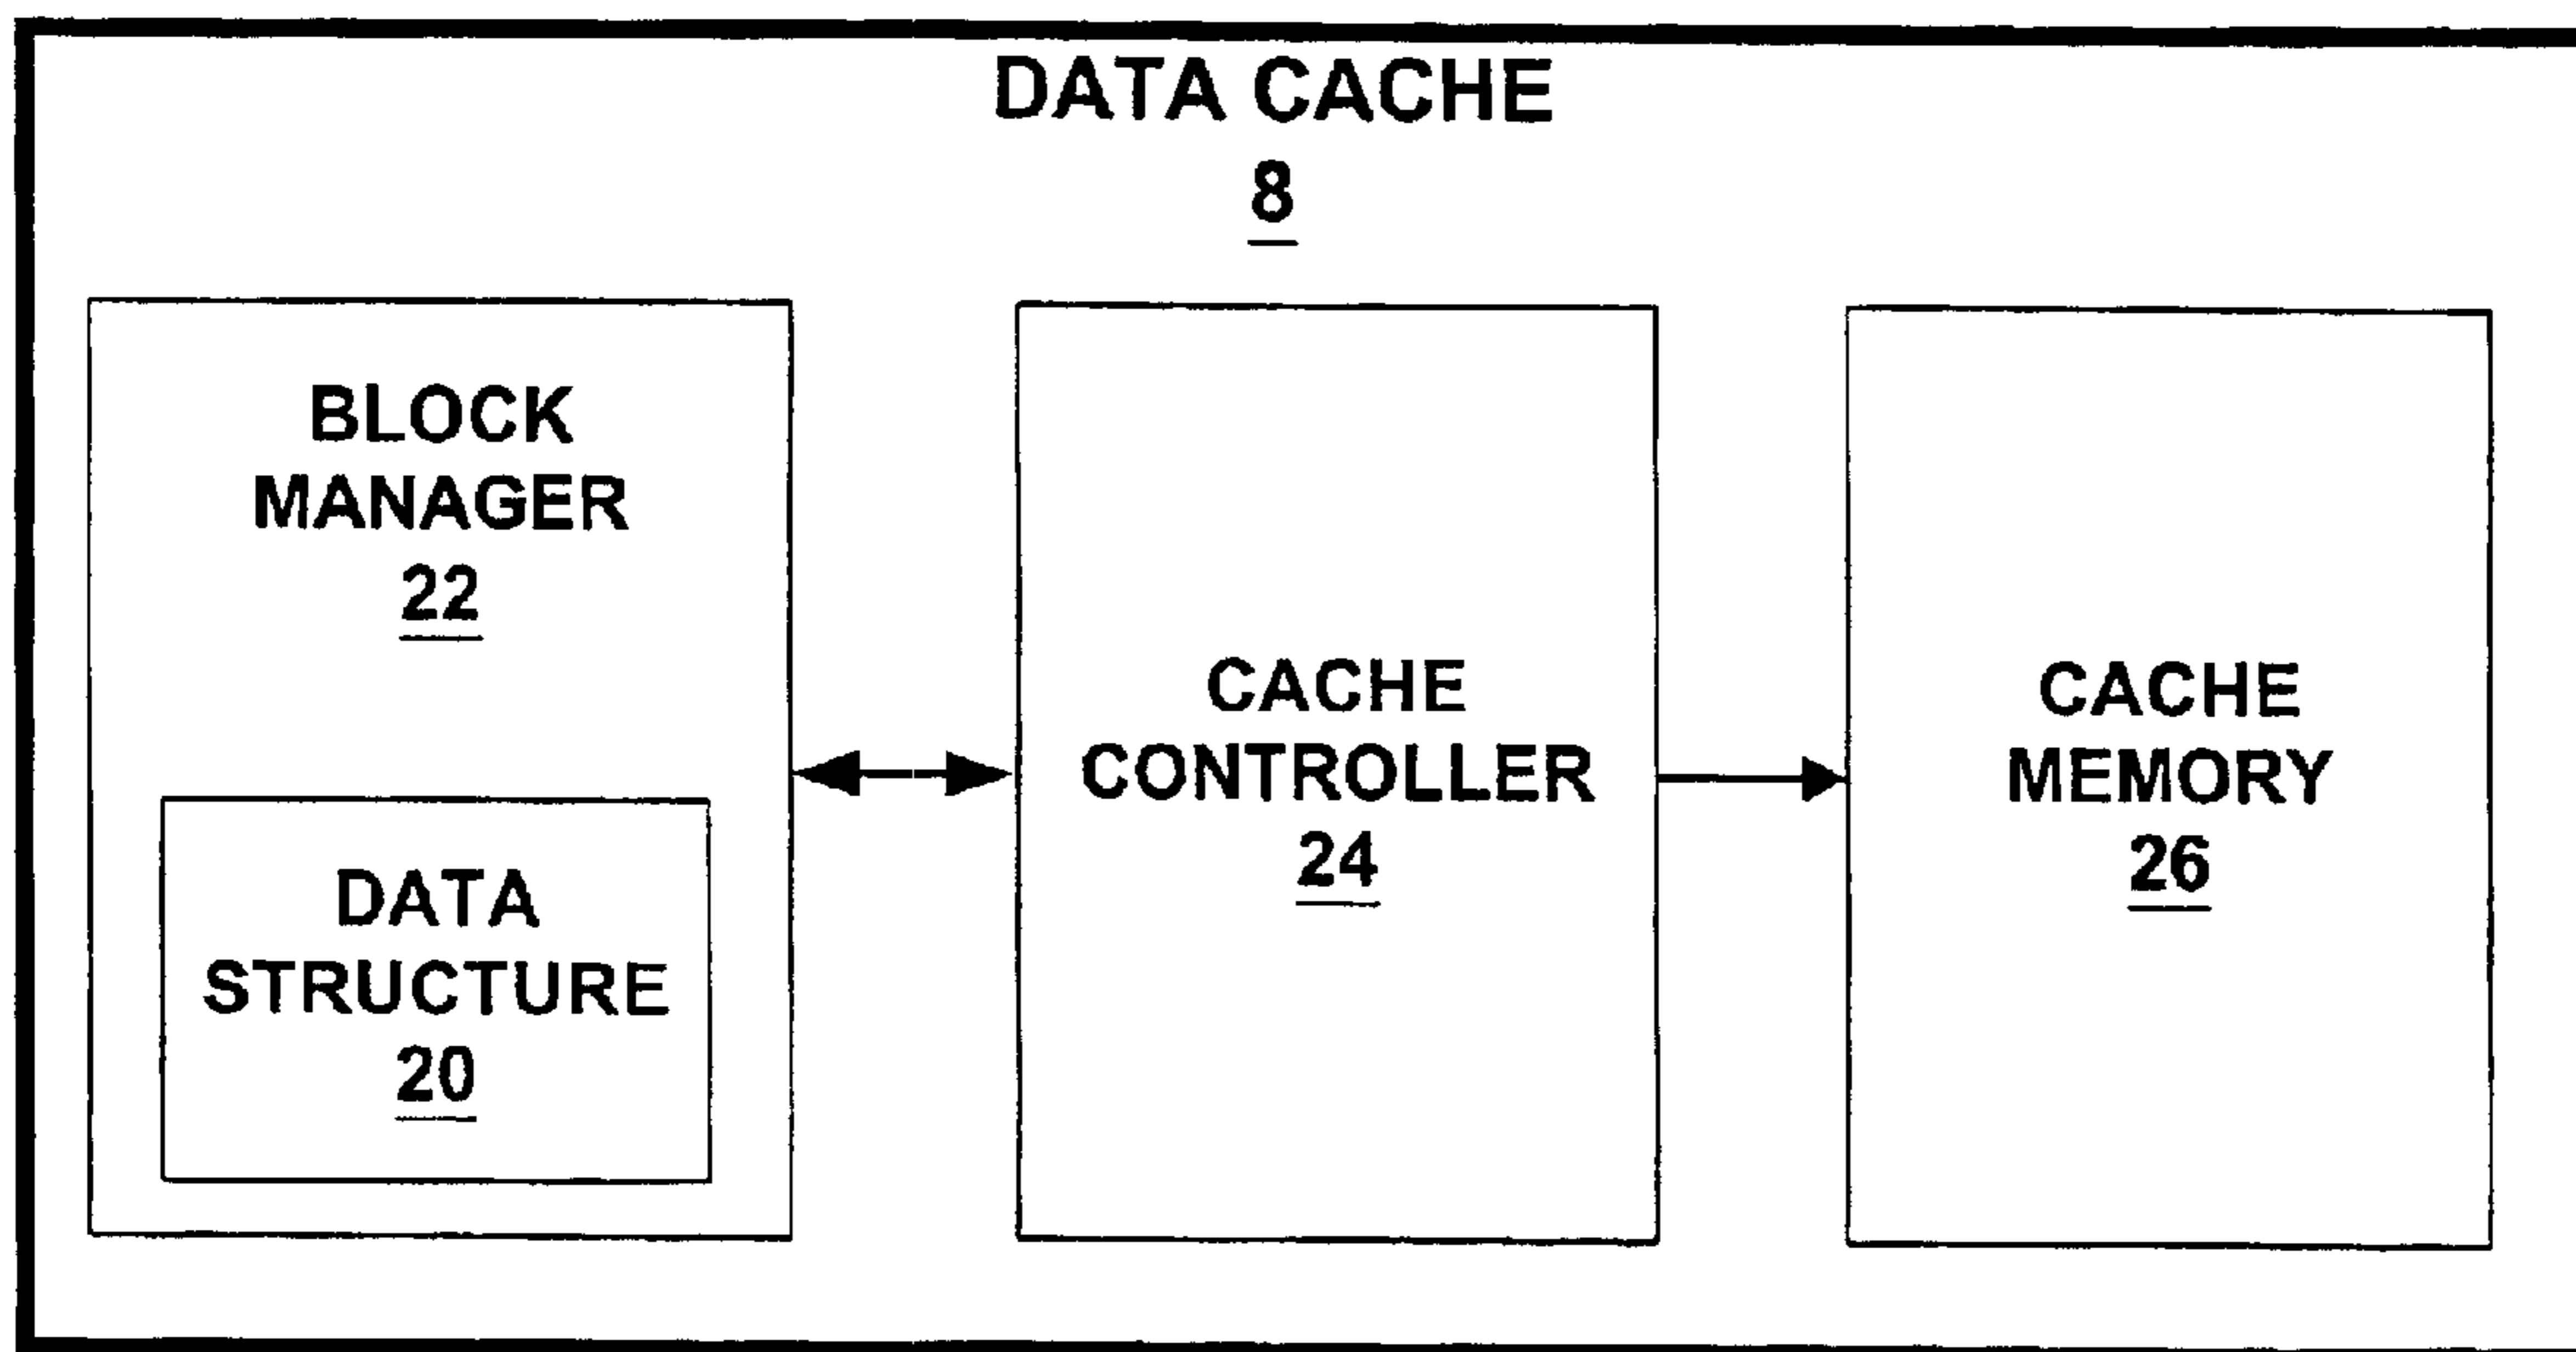 DATA CACHE
8
BLOCK
MANAGER
22
DATA
STRUCTURE
20
CACHE
CONTROLLER
24
CACHE
MEMORY
26